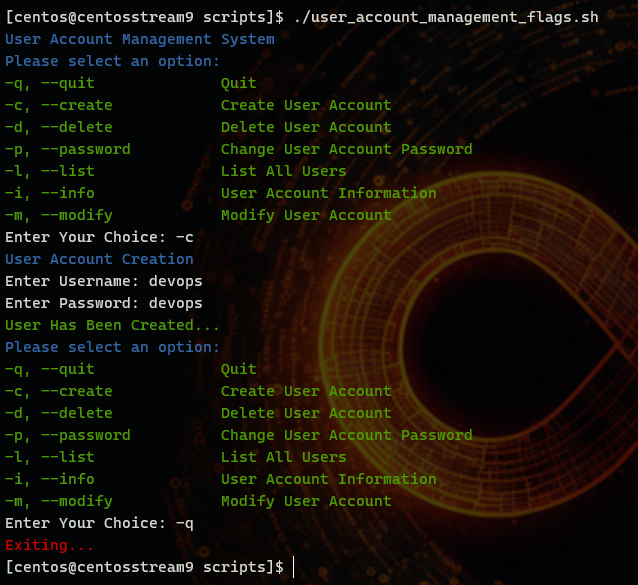 [centos@centosstream9 scripts]$ ./user_account_management_flags.sh
User Account Management System
Please select an option:
-q, --quit Quit
-c, --create Create User Account
-d, --delete Delete User Account
-p, --password Change User Account Password
-l, --list List All Users
-i, --info User Account Information
-m, --modify Modify User Account
Enter Your Choice: -c
User Account Creation
Enter Username: devops
Enter Password: devops
User Has Been Created...
Please select an option:
-q, --quit Quit
-c, --create Create User Account
-d, --delete Delete User Account
-p, --password Change User Account Password
-l, --list List All Users
-i, --info User Account Information
-m, --modify Modify User Account
Enter Your Choice: -q
Exiting...
[centos@centosstream9 scripts]$